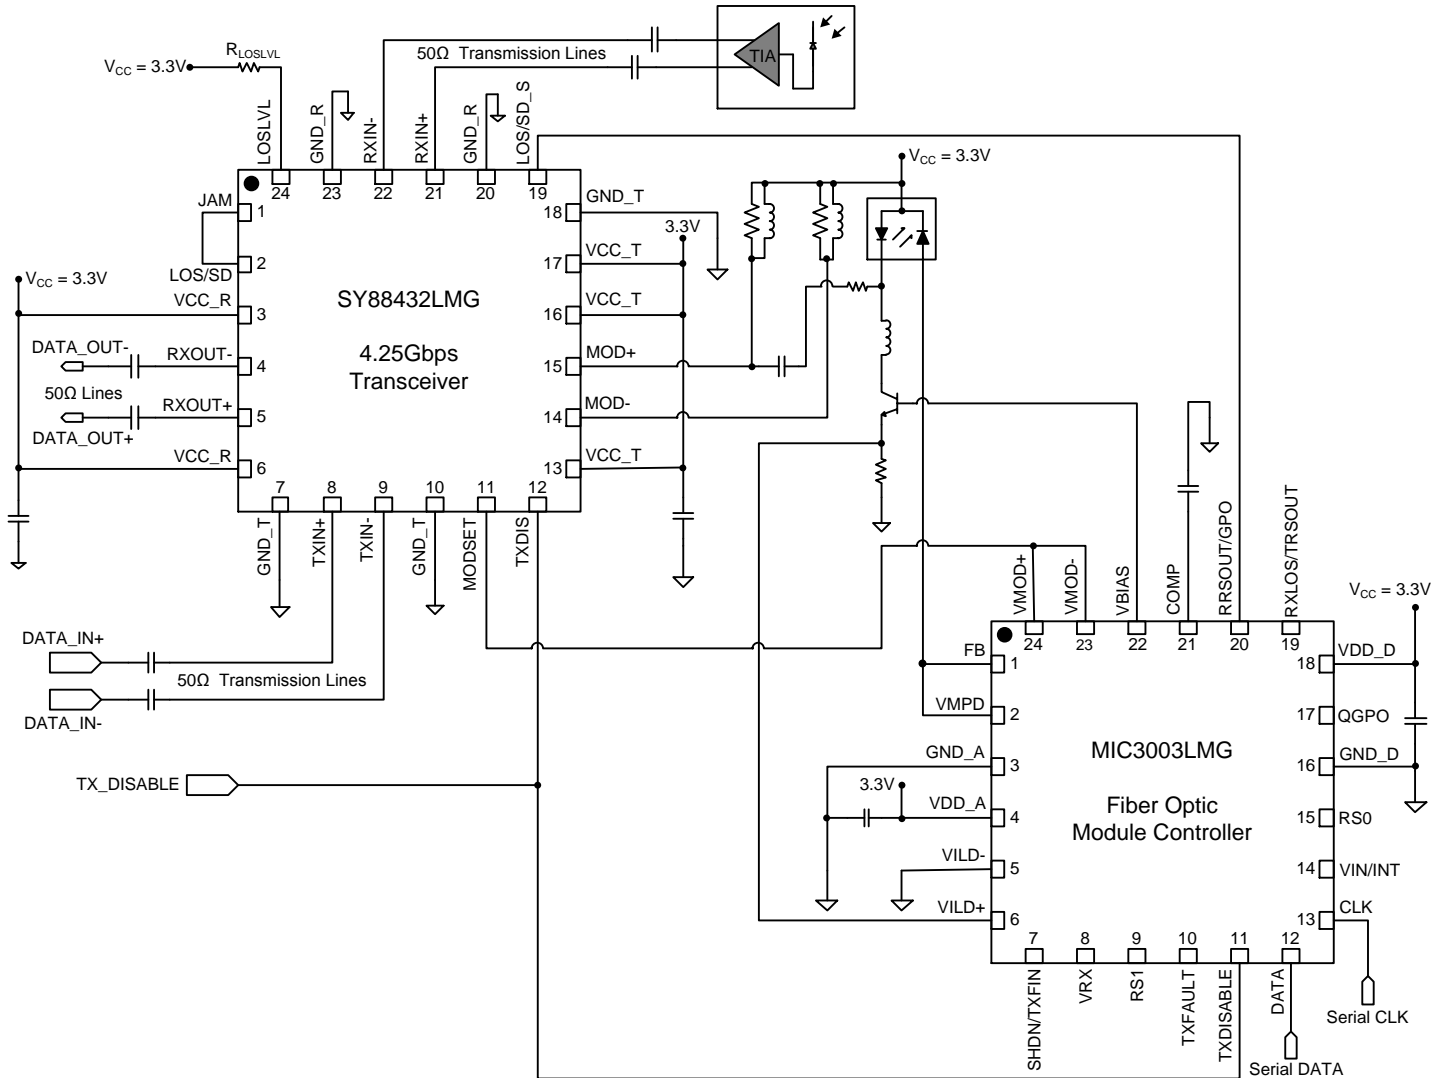 R_LOSLVL
V_CC = 3.3V
50Ω Transmission Lines
TIA
LOSLVL
GND_R
RXIN-
RXIN+
GND_R
LOS/SD_S
24
23
22
21
20
19
V_CC = 3.3V
JAM
1
18
GND_T
3.3V
2
LOS/SD
17
VCC_T
V_CC = 3.3V
VCC_R
3
SY88432LMG
16
VCC_T
DATA_OUT-
RXOUT-
4
4.25Gbps
Transceiver
15
MOD+
50Ω Lines
RXOUT+
5
14
MOD-
DATA_OUT+
VCC_R
6
13
VCC_T
7
8
9
10
11
12
GND_T
TXIN+
TXIN-
GND_T
MODSET
TXDIS
DATA_IN+
50Ω Transmission Lines
DATA_IN-
TX_DISABLE
VMOD+
VMOD-
VBIAS
COMP
RRSOUT/GPO
RXLOS/TRSOUT
V_CC = 3.3V
24
23
22
21
20
19
FB
1
18
VDD_D
VMPD
2
17
QGPO
GND_A
3
MIC3003LMG
16
GND_D
3.3V
VDD_A
4
Fiber Optic
Module Controller
15
RS0
VILD-
5
14
VIN/INT
VILD+
6
13
CLK
7
8
9
10
11
12
SHDN/TXFIN
VRX
RS1
TXFAULT
TXDISABLE
DATA
Serial CLK
Serial DATA